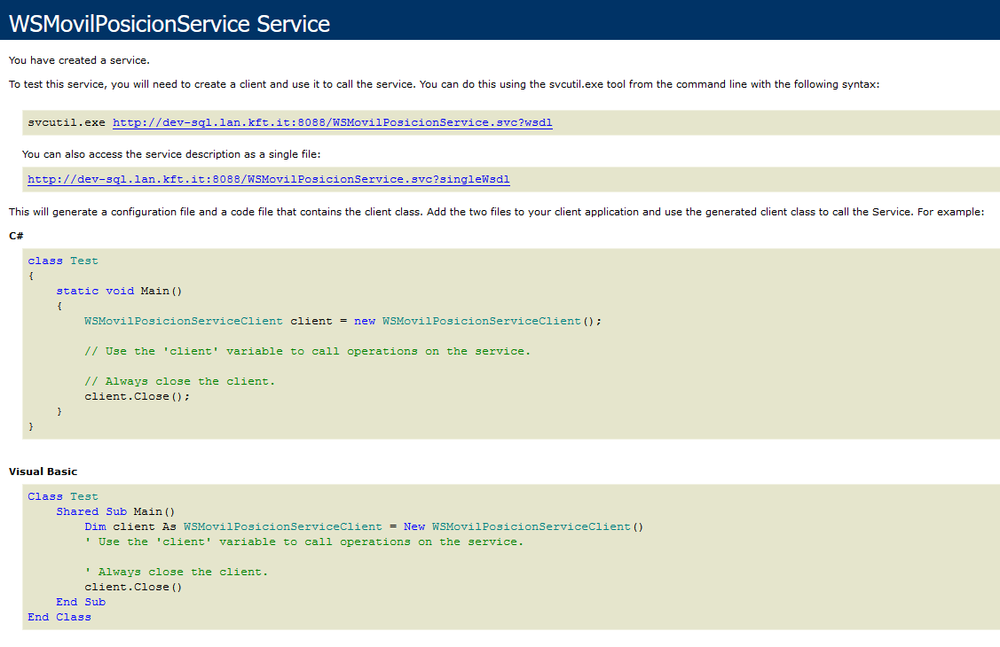 WSMovilPosicionService Service
You have created a service.
To test this service, you will need to create a client and use it to call the service. You can do this using the svcutil.exe tool from the command line with the following syntax:
svcutil.exe http://dev-sql.lan.kft.it:8088/WSMovilPosicionService.svc?wsdl
You can also access the service description as a single file:
http://dev-sql.lan.kft.it:8088/WSMovilPosicionService.svc?singleWsdl
This will generate a configuration file and a code file that contains the client class. Add the two files to your client application and use the generated client class to call the Service. For example:
C#
class Test
{
    static void Main()
    {
        WSMovilPosicionServiceClient client = new WSMovilPosicionServiceClient();
        // Use the 'client' variable to call operations on the service.
        // Always close the client.
        client.Close();
    }
}
Visual Basic
Class Test
    Shared Sub Main()
        Dim client As WSMovilPosicionServiceClient = New WSMovilPosicionServiceClient()
        ' Use the 'client' variable to call operations on the service.
        ' Always close the client.
        client.Close()
    End Sub
End Class